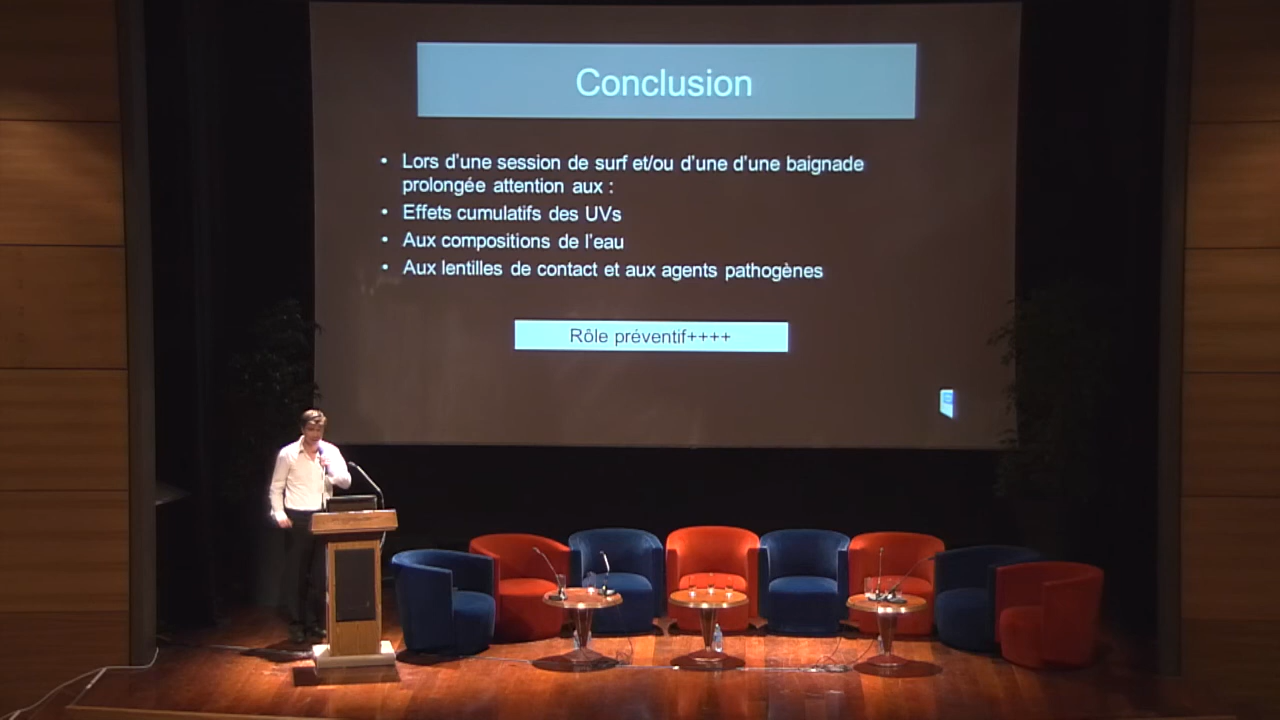 Conclusion
• Lors d'une session de surf et/ou d'une d'une baignade
prolongée attention aux :
• Effets cumulatifs des UVs
• Aux compositions de l'eau
• Aux lentilles de contact et aux agents pathogènes
Rôle préventif++++